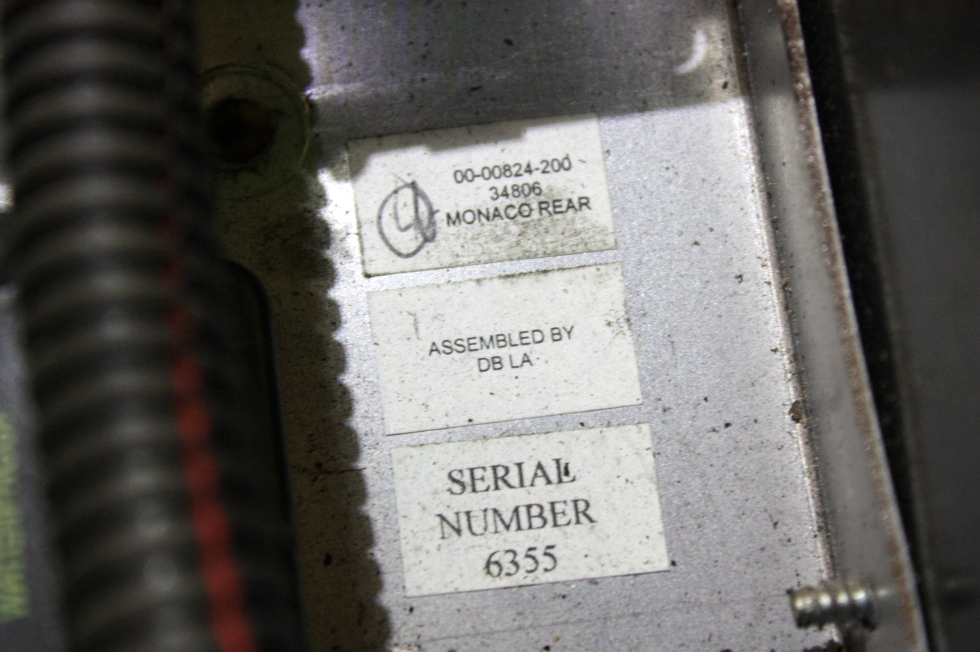 00-00824-200
34806
MONACO REAR
ASSEMBLED BY
DB LA
SERIAL
NUMBER
6355